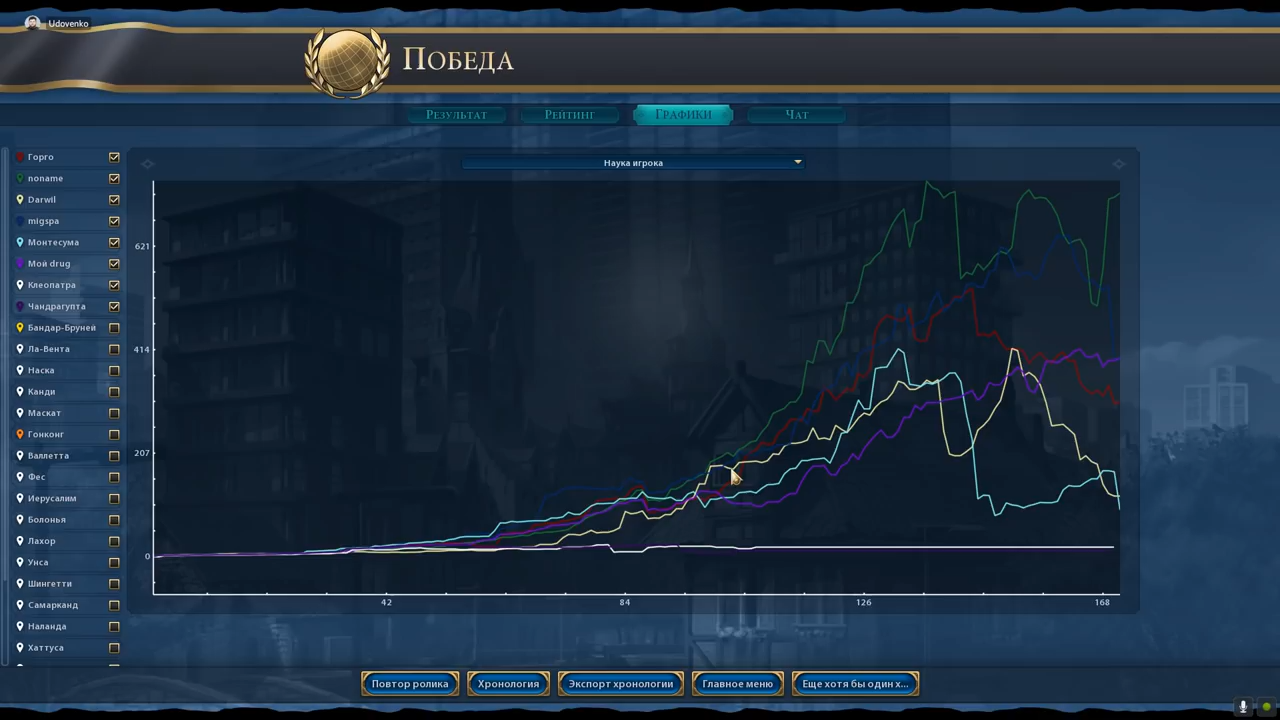 Udovenko
Победа
Результат
Рейтинг
Графики
Чат
Наука игрока
Горго
noname
Darwil
migspa
Монтесума
Мой drug
Клеопатра
Чандрагупта
Бандар-Бруней
Ла-Вента
Наска
Канди
Маскат
Гонконг
Валлетта
Фес
Иерусалим
Болонья
Лахор
Унса
Шингетти
Самарканд
Наланда
Хаттуса
621
414
207
0
42
84
126
168
Повтор ролика
Хронология
Экспорт хронологии
Главное меню
Еще хотя бы один х...